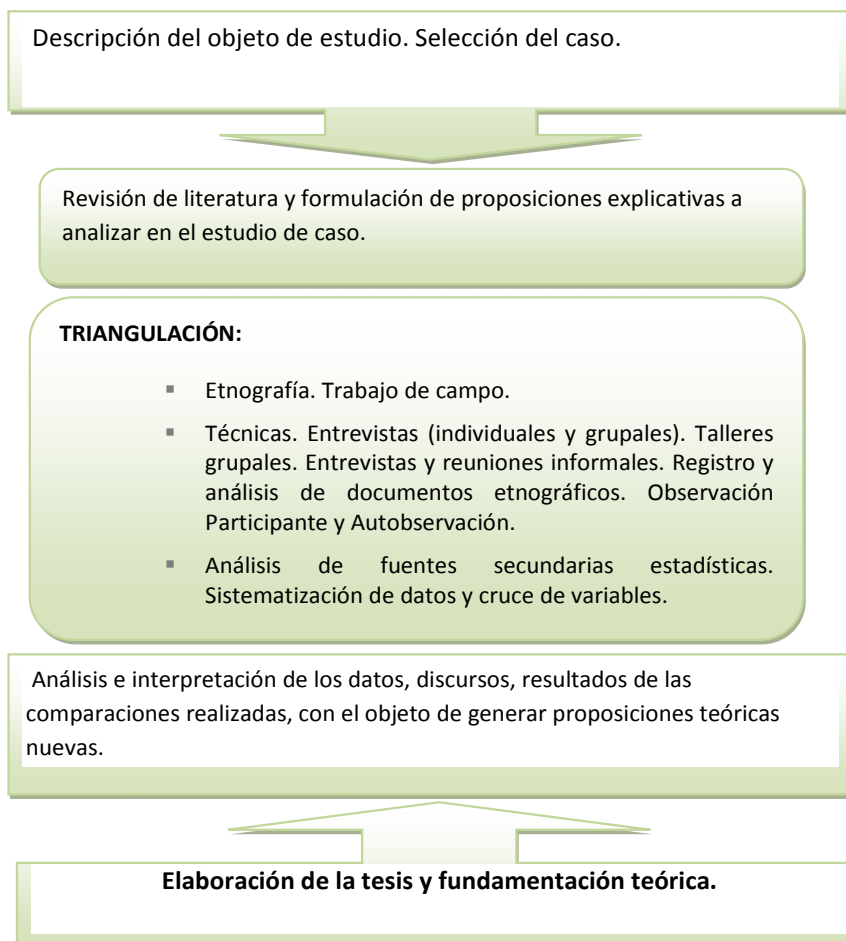 Descripción del objeto de estudio. Selección del caso.
Revisión de literatura y formulación de proposiciones explicativas a
analizar en el estudio de caso.
TRIANGULACIÓN:
▪ Etnografía. Trabajo de campo.
▪ Técnicas. Entrevistas (individuales y grupales). Talleres
grupales. Entrevistas y reuniones informales. Registro y
análisis de documentos etnográficos. Observación
Participante y Autobservación.
▪ Análisis de fuentes secundarias estadísticas.
Sistematización de datos y cruce de variables.
Análisis e interpretación de los datos, discursos, resultados de las
comparaciones realizadas, con el objeto de generar proposiciones teóricas
nuevas.
Elaboración de la tesis y fundamentación teórica.